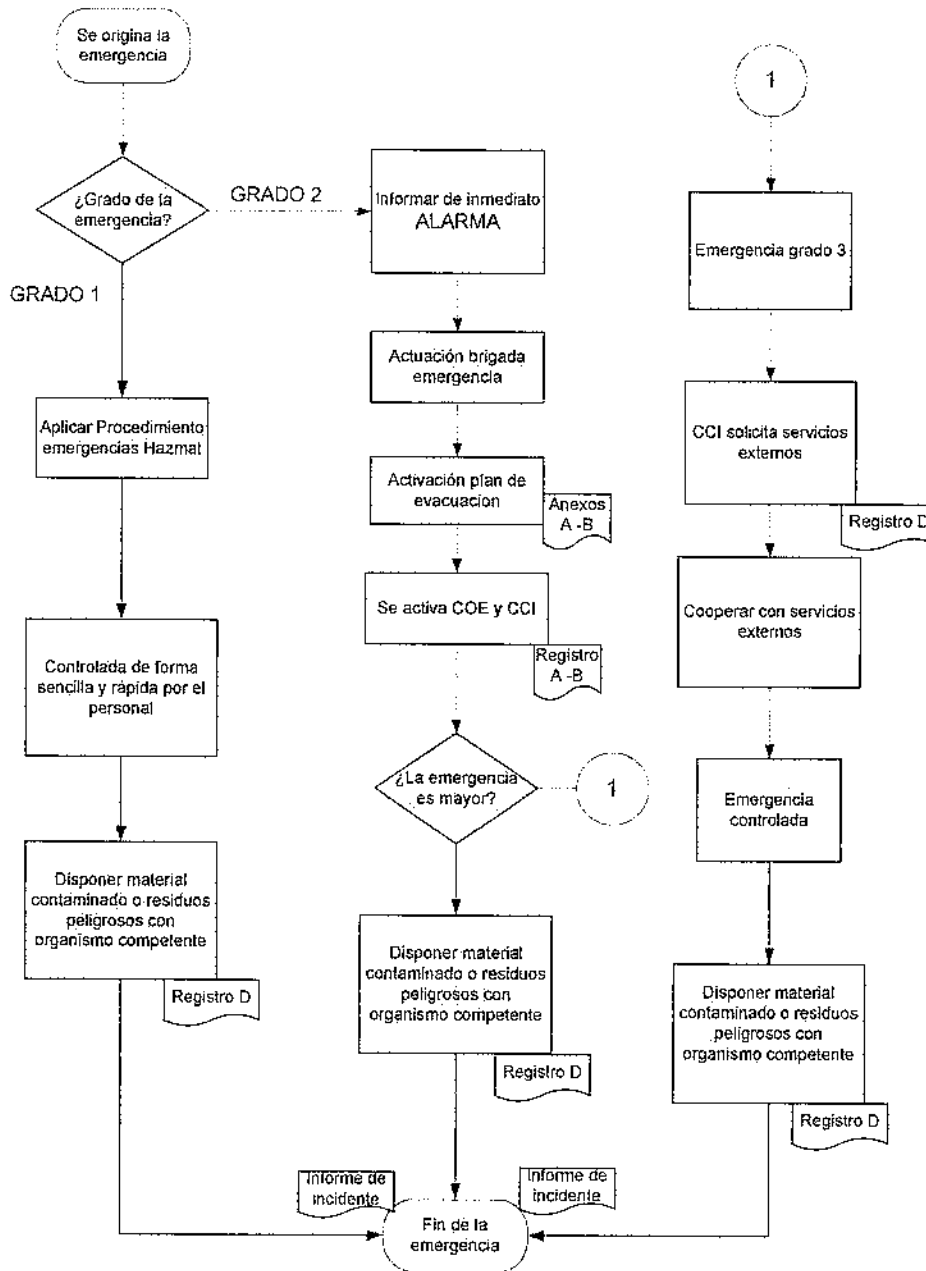 Se origina la
emergencia
¿Grado de la
emergencia?
GRADO 1
Aplicar Procedimiento
emergencias Hazmat
Controlada de forma
sencilla y rápida por el
personal
Disponer material
contaminado o residuos
peligrosos con
organismo competente
Registro D
GRADO 2
Informar de inmediato
ALARMA
Actuación brigada
emergencia
Activación plan de
evacuacion
Anexos
A -B
Se activa COE y CCI
Registro
A -B
¿La emergencia
es mayor?
1
Disponer material
contaminado o residuos
peligrosos con
organismo competente
Registro D
1
Emergencia grado 3
CCI solicita servicios
externos
Registro D
Cooperar con servicios
externos
Emergencia
controlada
Disponer material
contaminado o residuos
peligrosos con
organismo competente
Registro D
Informe de
incidente
Informe de
incidente
Fin de la
emergencia